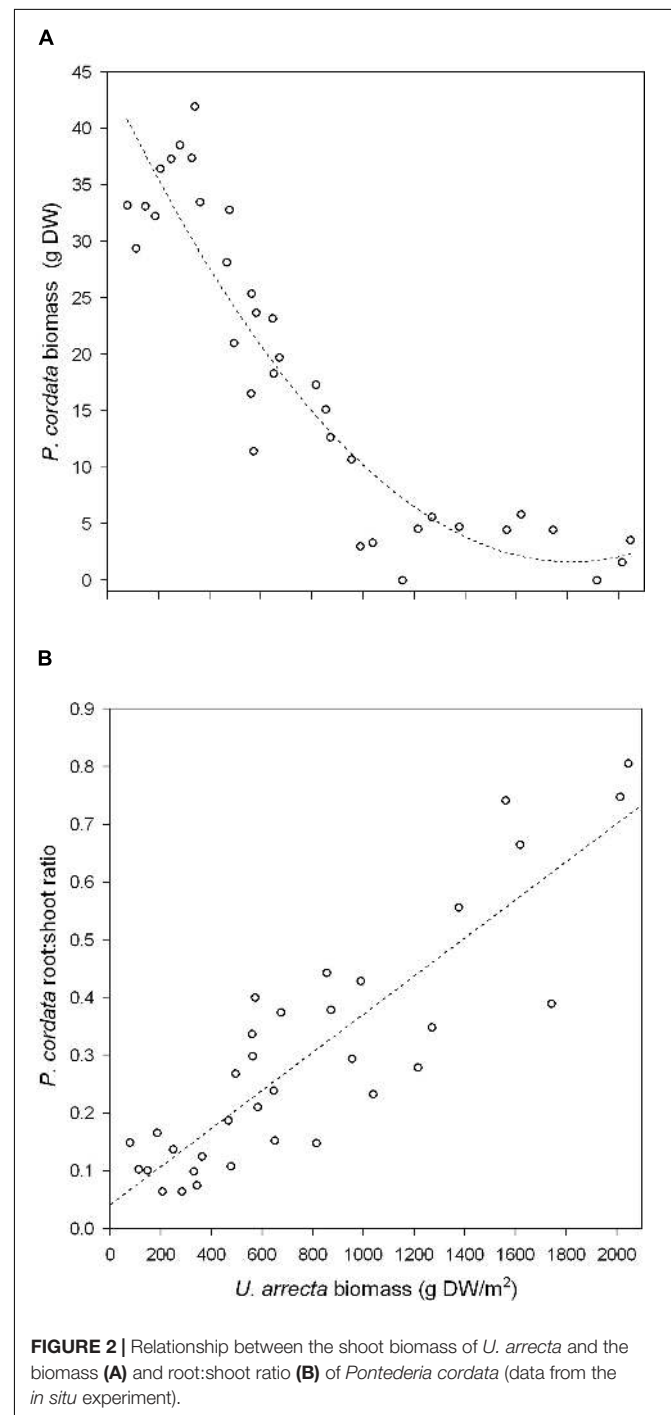 A
45
40
35
30
25
20
15
10
5
0
P. cordata biomass (g DW)
B
0.9
0.8
0.7
0.6
0.5
0.4
0.3
0.2
0.1
0.0
P. cordata root:shoot ratio
0 200 400 600 800 1000 1200 1400 1600 1800 2000
U. arrecta biomass (g DW/m²)
FIGURE 2 | Relationship between the shoot biomass of U. arrecta and the
biomass (A) and root:shoot ratio (B) of Pontederia cordata (data from the
in situ experiment).